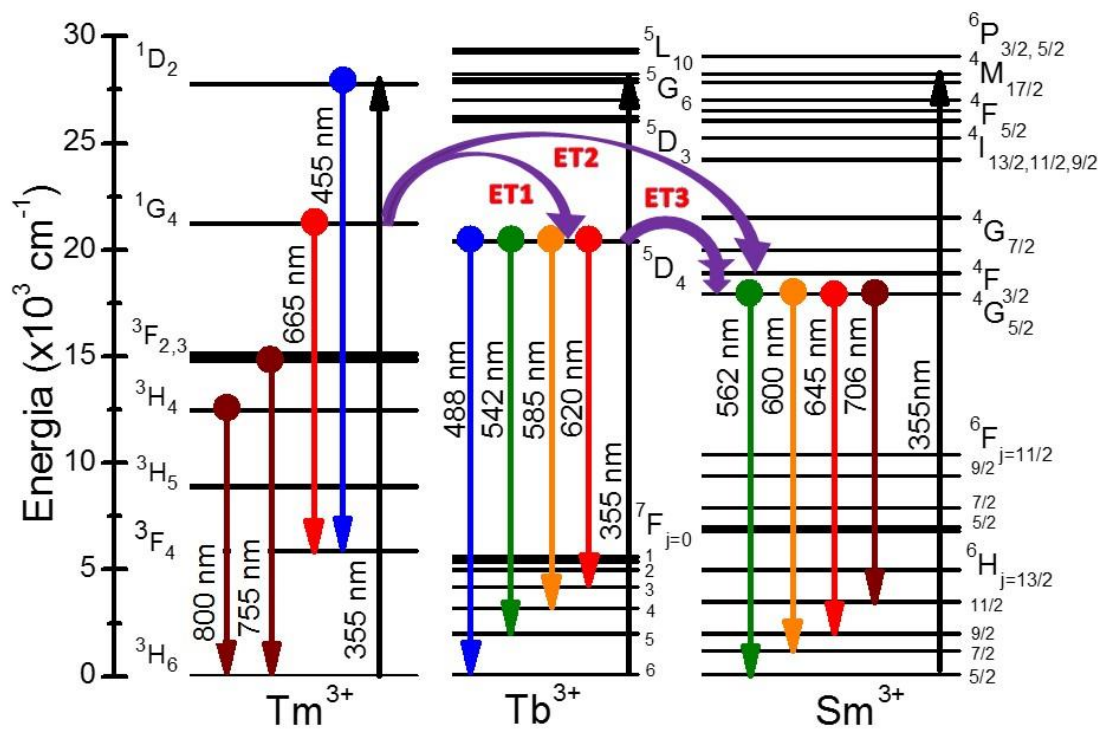 Energia (x10³ cm⁻¹)
30
25
20
15
10
5
0
¹D₂
¹G₄
³F₂,₃
³H₄
³H₅
³F₄
³H₆
800 nm
755 nm
665 nm
455 nm
355 nm
Tm³⁺
ET1
ET2
ET3
⁵L₁₀
⁵G₆
⁵D₃
⁵D₄
488 nm
542 nm
585 nm
620 nm
355 nm
⁷Fj=0
1
2
3
4
5
6
Tb³⁺
⁶P3/2, 5/2
⁴M17/2
⁴F5/2
⁴I13/2,11/2,9/2
⁴G7/2
⁴F3/2
⁴G5/2
562 nm
600 nm
645 nm
706 nm
355nm
⁶Fj=11/2
9/2
7/2
5/2
⁶Hj=13/2
11/2
9/2
7/2
5/2
Sm³⁺